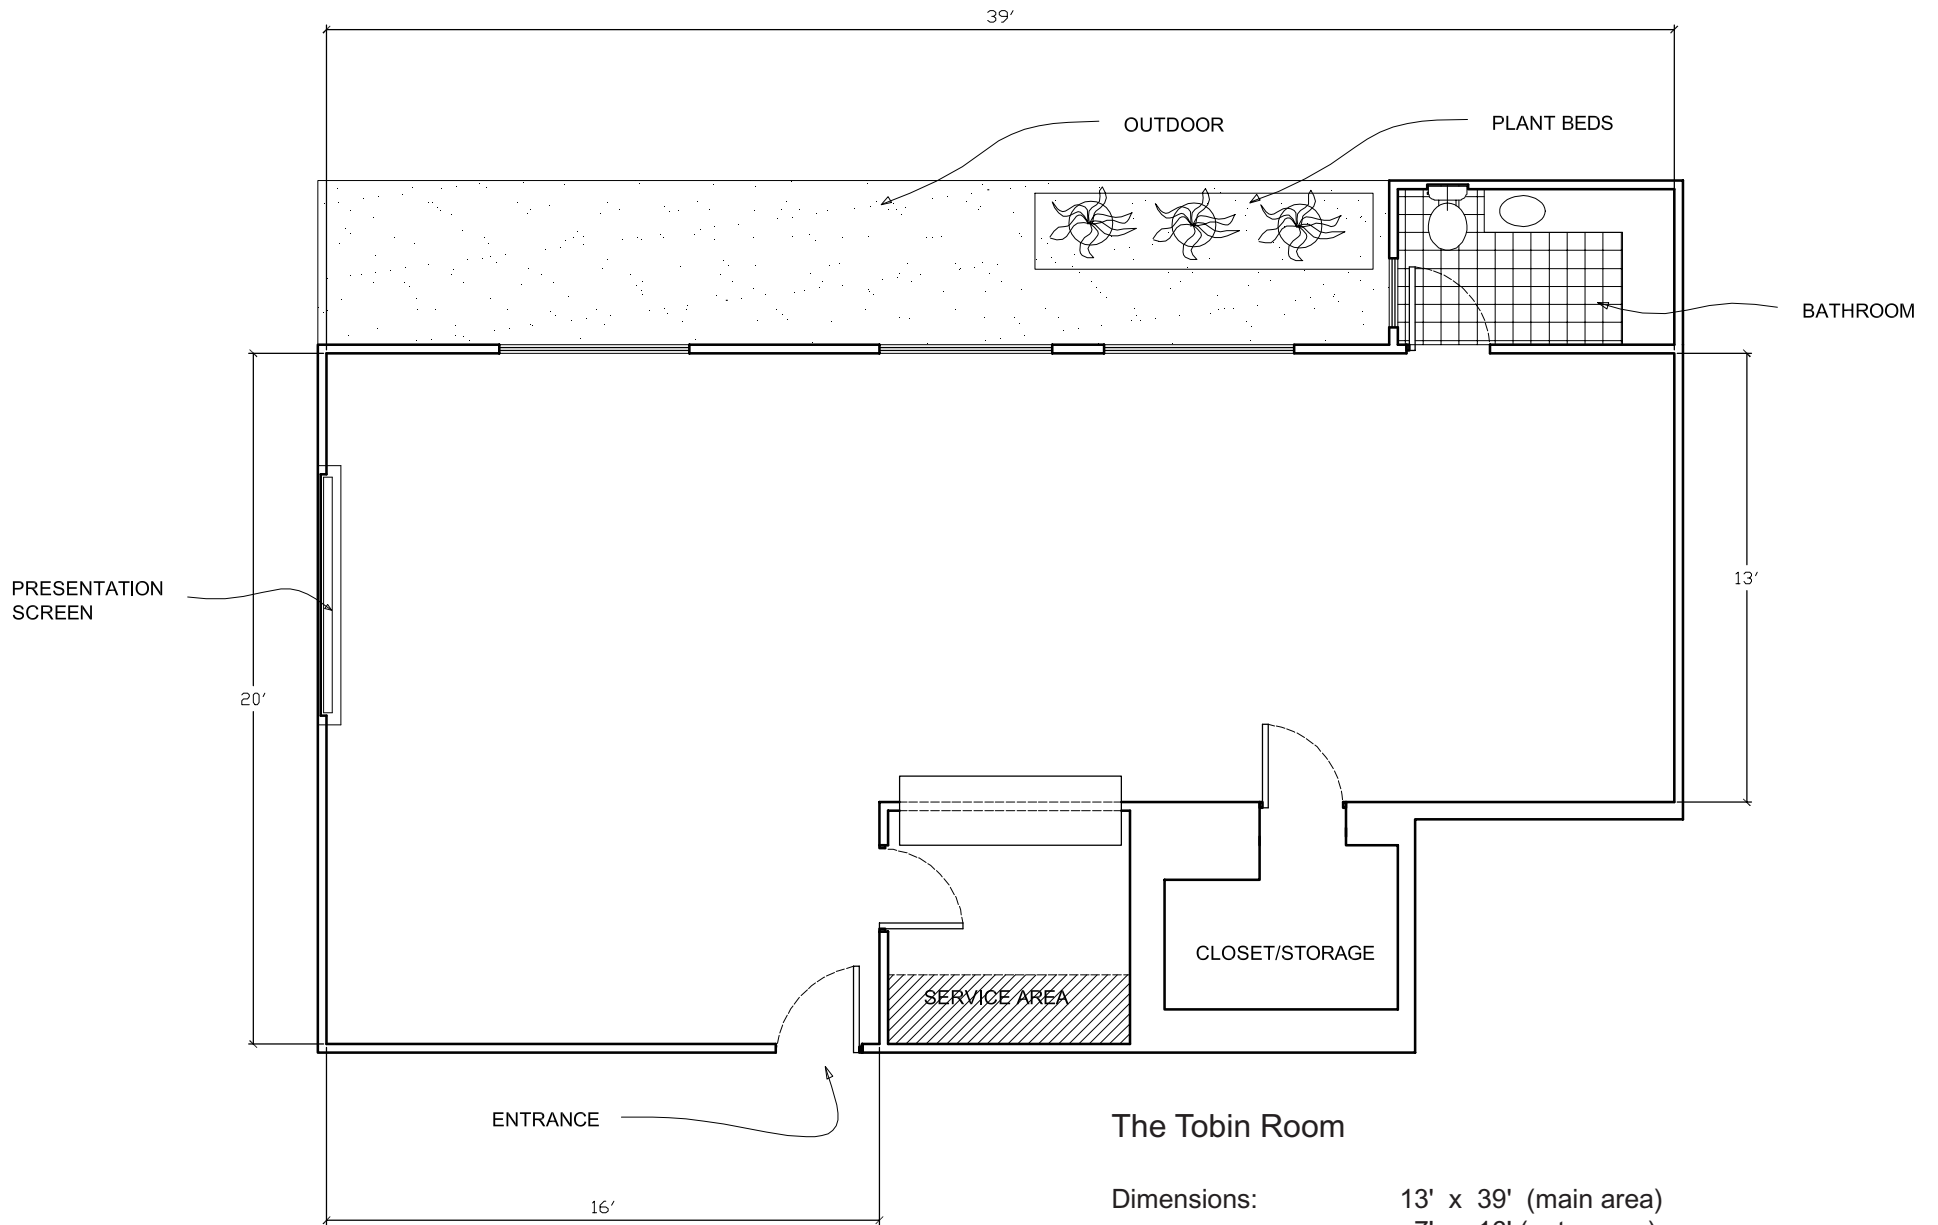 39′
OUTDOOR
PLANT BEDS
BATHROOM
PRESENTATION
SCREEN
13′
20′
CLOSET/STORAGE
SERVICE AREA
ENTRANCE
The Tobin Room
Dimensions: 13' x 39' (main area)
16′